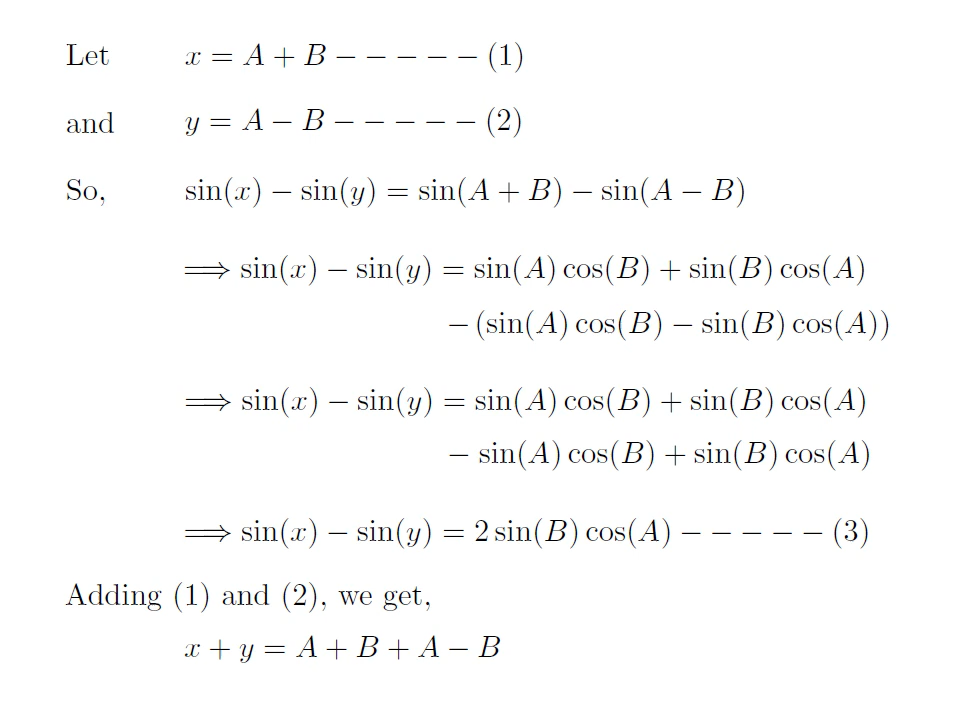 Let x = A + B − − − − − (1)
and y = A − B − − − − − (2)
So, sin(x) − sin(y) = sin(A + B) − sin(A − B)
⟹ sin(x) − sin(y) = sin(A) cos(B) + sin(B) cos(A)
− (sin(A) cos(B) − sin(B) cos(A))
⟹ sin(x) − sin(y) = sin(A) cos(B) + sin(B) cos(A)
− sin(A) cos(B) + sin(B) cos(A)
⟹ sin(x) − sin(y) = 2 sin(B) cos(A) − − − − − (3)
Adding (1) and (2), we get,
x + y = A + B + A − B